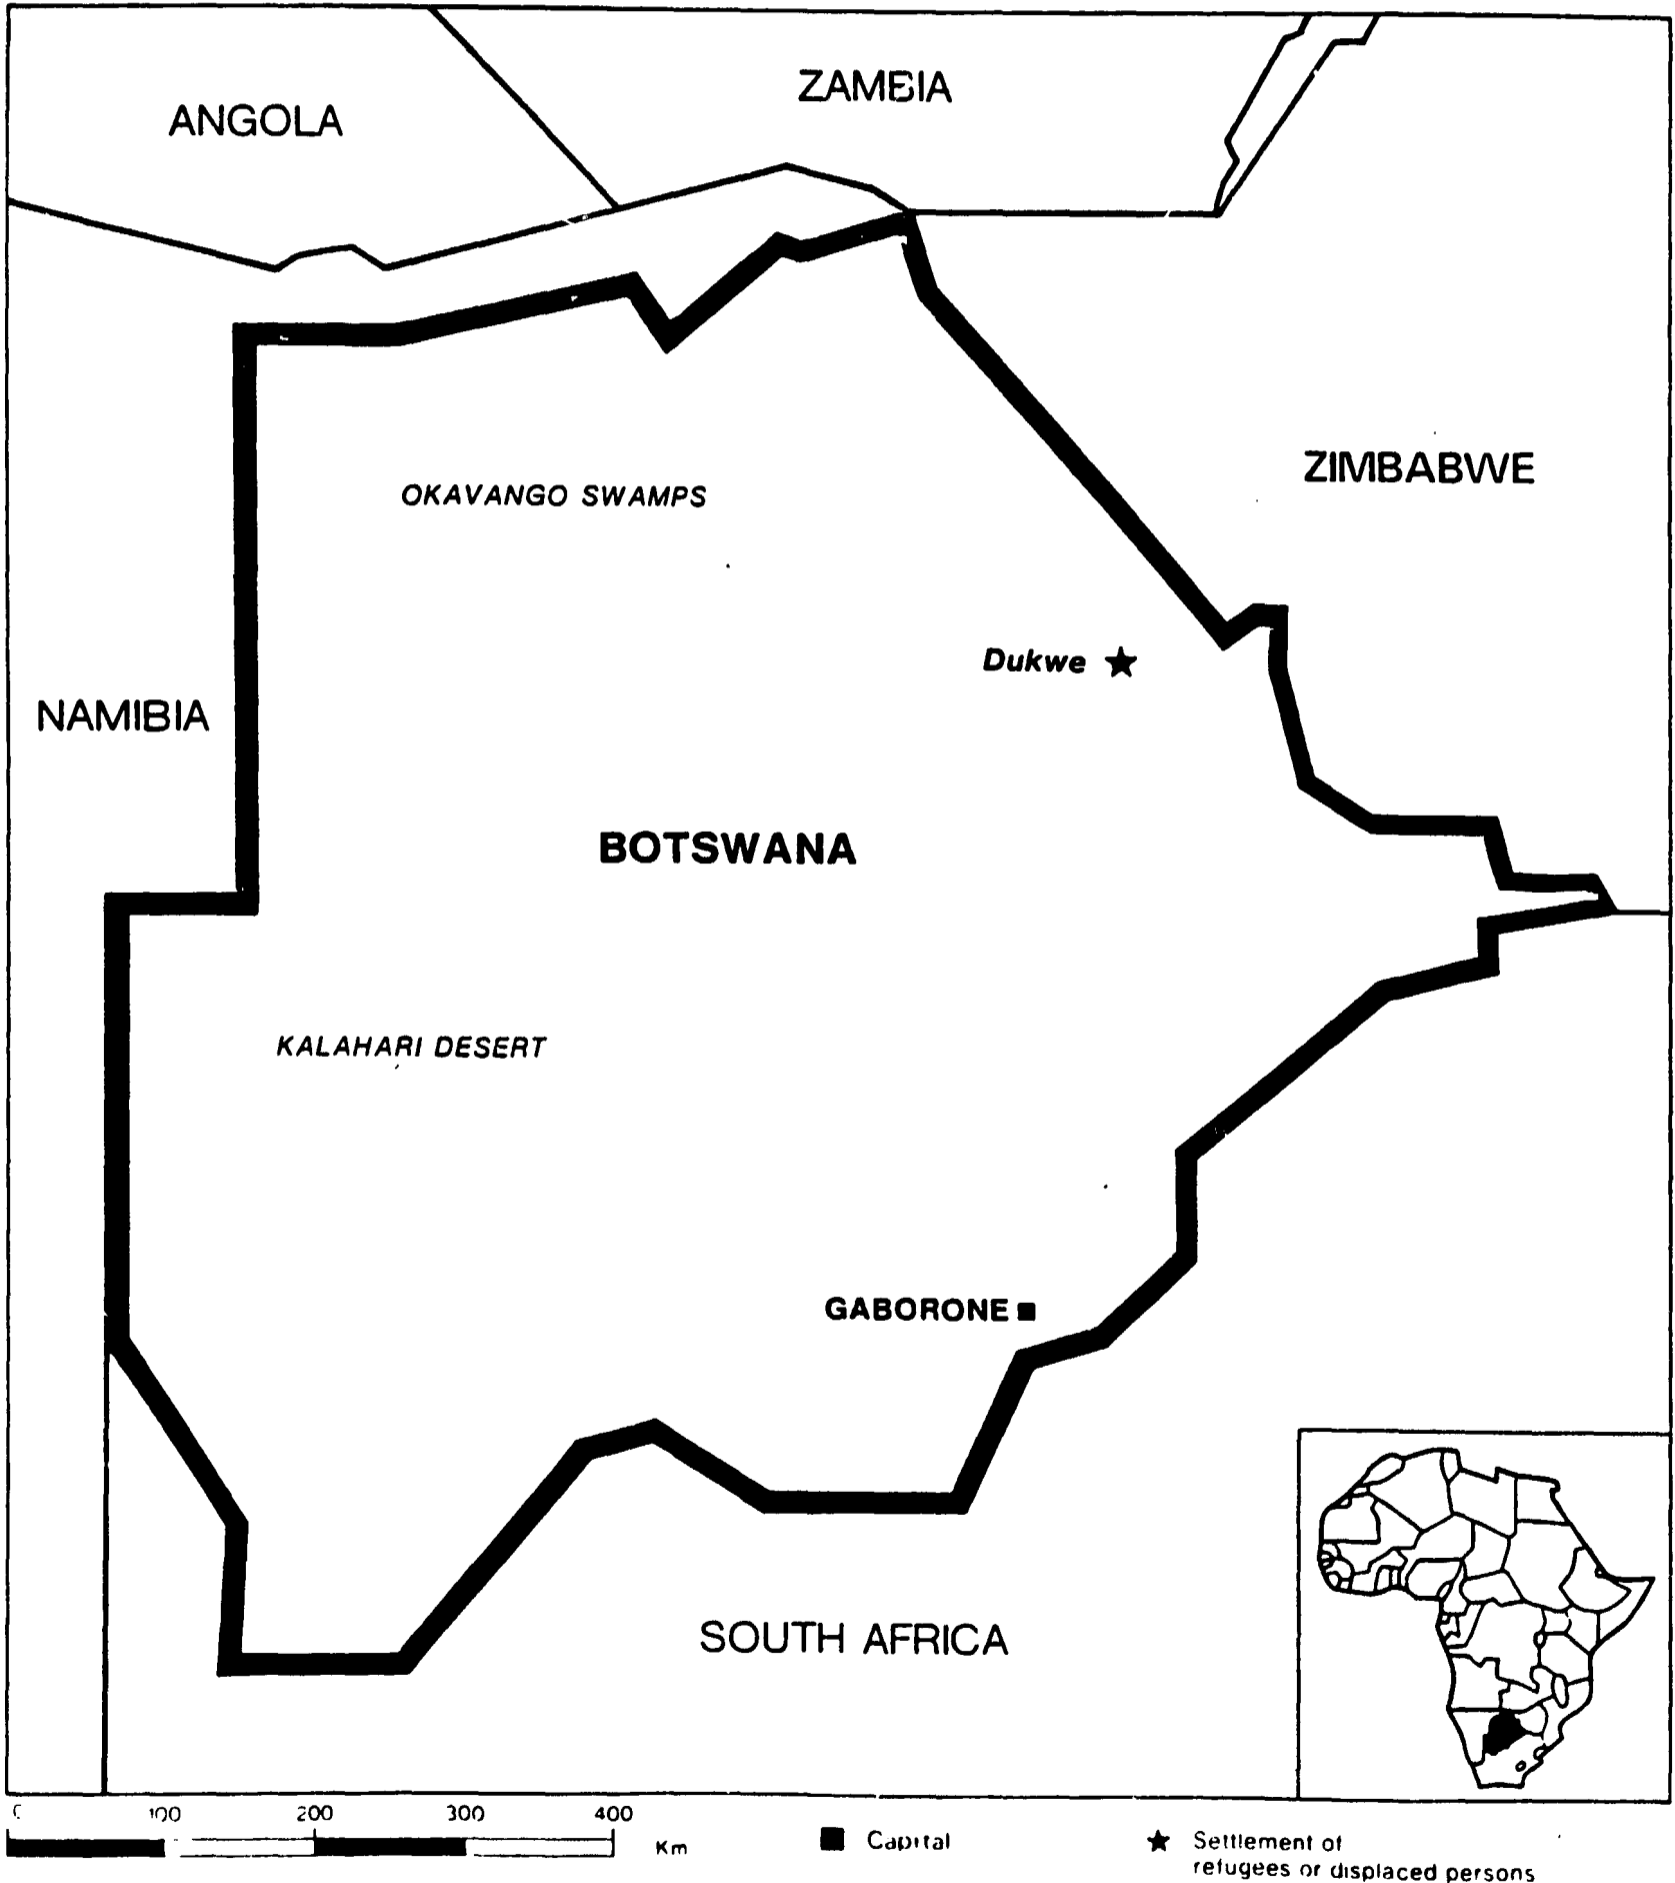 ANGOLA
ZAMBIA
ZIMBABWE
OKAVANGO SWAMPS
Dukwe
NAMIBIA
BOTSWANA
KALAHARI DESERT
GABORONE
SOUTH AFRICA
0 100 200 300 400
Km
Capital
Settlement of
refugees or displaced persons